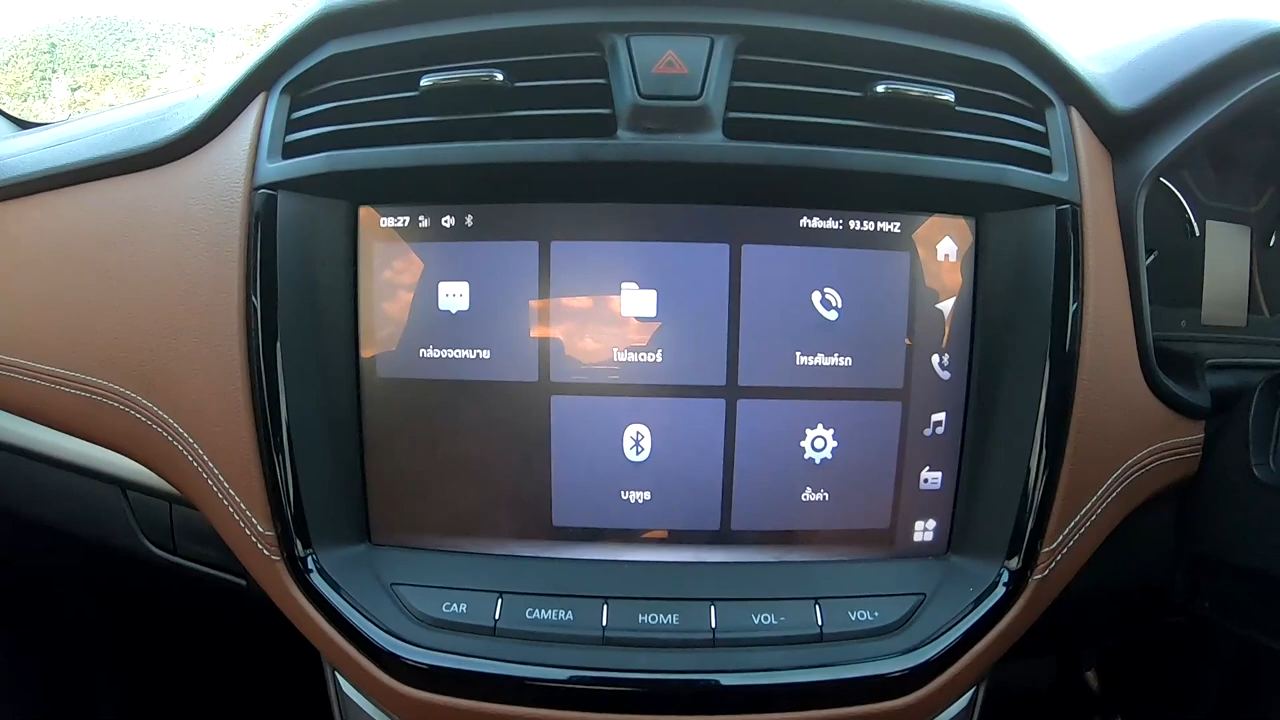 08:27
กำลังเล่น: 93.50 MHZ
กล่องจดหมาย
โฟลเดอร์
โทรศัพท์รถ
บลูทูธ
ตั้งค่า
CAR
CAMERA
HOME
VOL-
VOL+